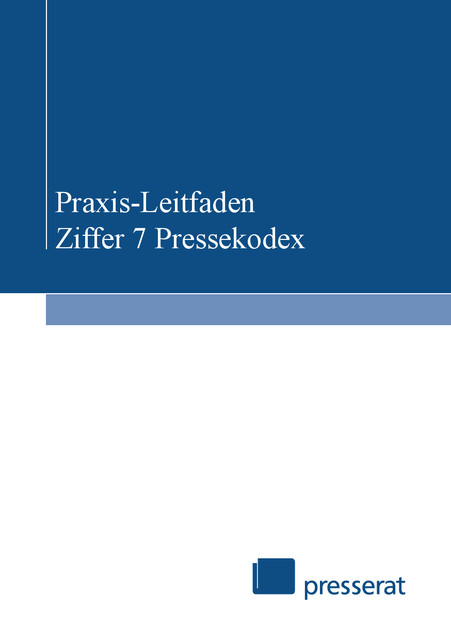 Praxis-Leitfaden
Ziffer 7 Pressekodex
presserat